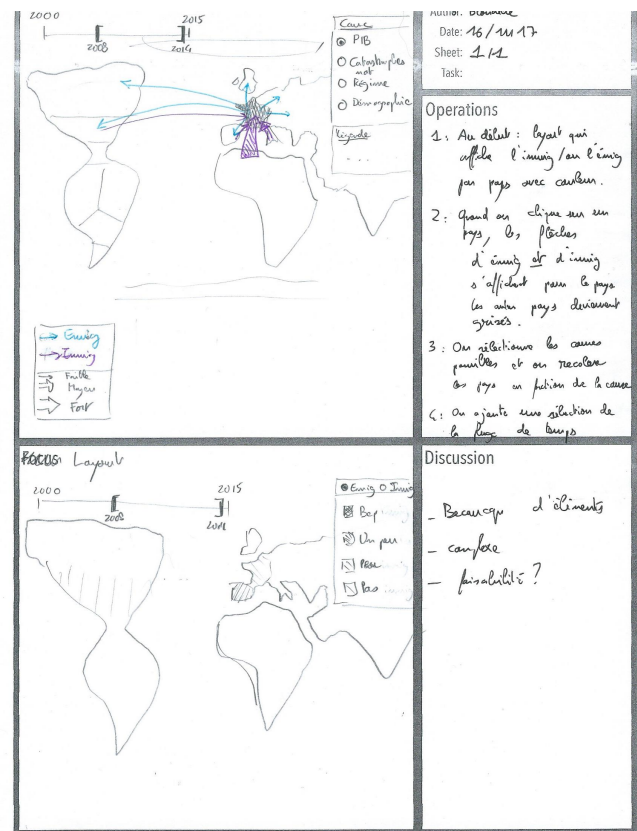 2000
2015
2008
2014
Cause
PIB
Catastrophes
nat
Régime
Démographie
Légende
...
Emig
Immig
Faible
Moyen
Fort
Date: 16/11/17
Sheet: 1/1
Task:
Operations
1: Au début : layout qui
affiche l'immig/ou l'émig
par pays avec couleur.
2: Quand on clique sur un
pays, les flèches
d'émig et d'immig
s'affichent pour le pays
les autres pays deviennent
grisés.
3: On sélectionne les causes
possibles et on recolore
les pays en fction de la cause
4: On ajoute une sélection de
la plage de temps
FOCUS
Layout
2000
2015
2008
2014
Emig O Immig
Bcp
Un peu
Pas
Discussion
- Beaucoup d'éléments
- complexe
- faisabilité?